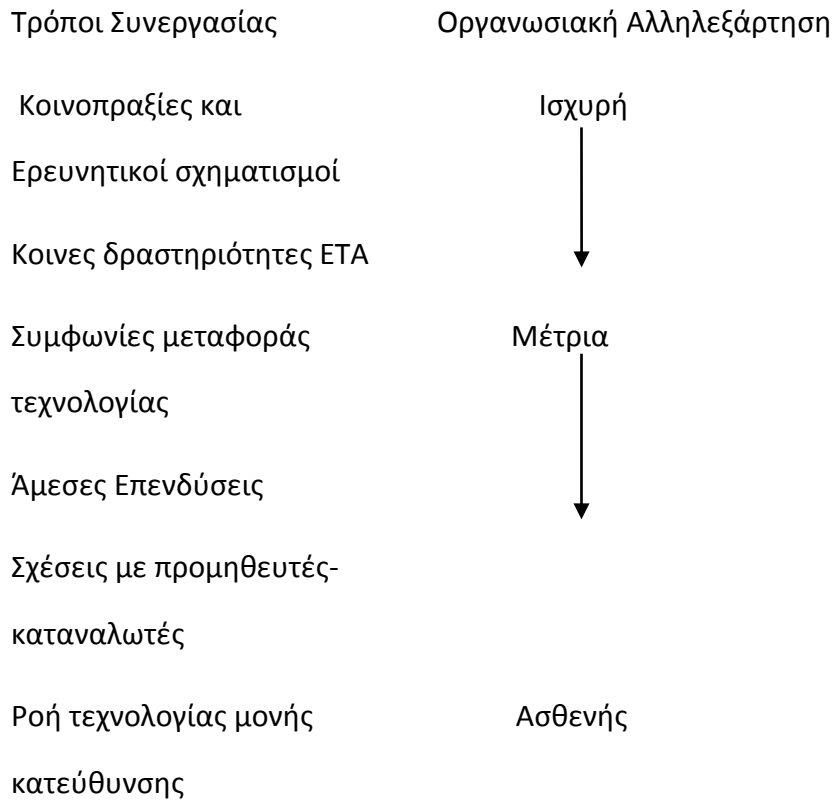 Τρόποι Συνεργασίας Οργανωσιακή Αλληλεξάρτηση
Κοινοπραξίες και Ισχυρή
Ερευνητικοί σχηματισμοί
Κοινες δραστηριότητες ΕΤΑ
Συμφωνίες μεταφοράς Μέτρια
τεχνολογίας
Άμεσες Επενδύσεις
Σχέσεις με προμηθευτές-
καταναλωτές
Ροή τεχνολογίας μονής Ασθενής
κατεύθυνσης